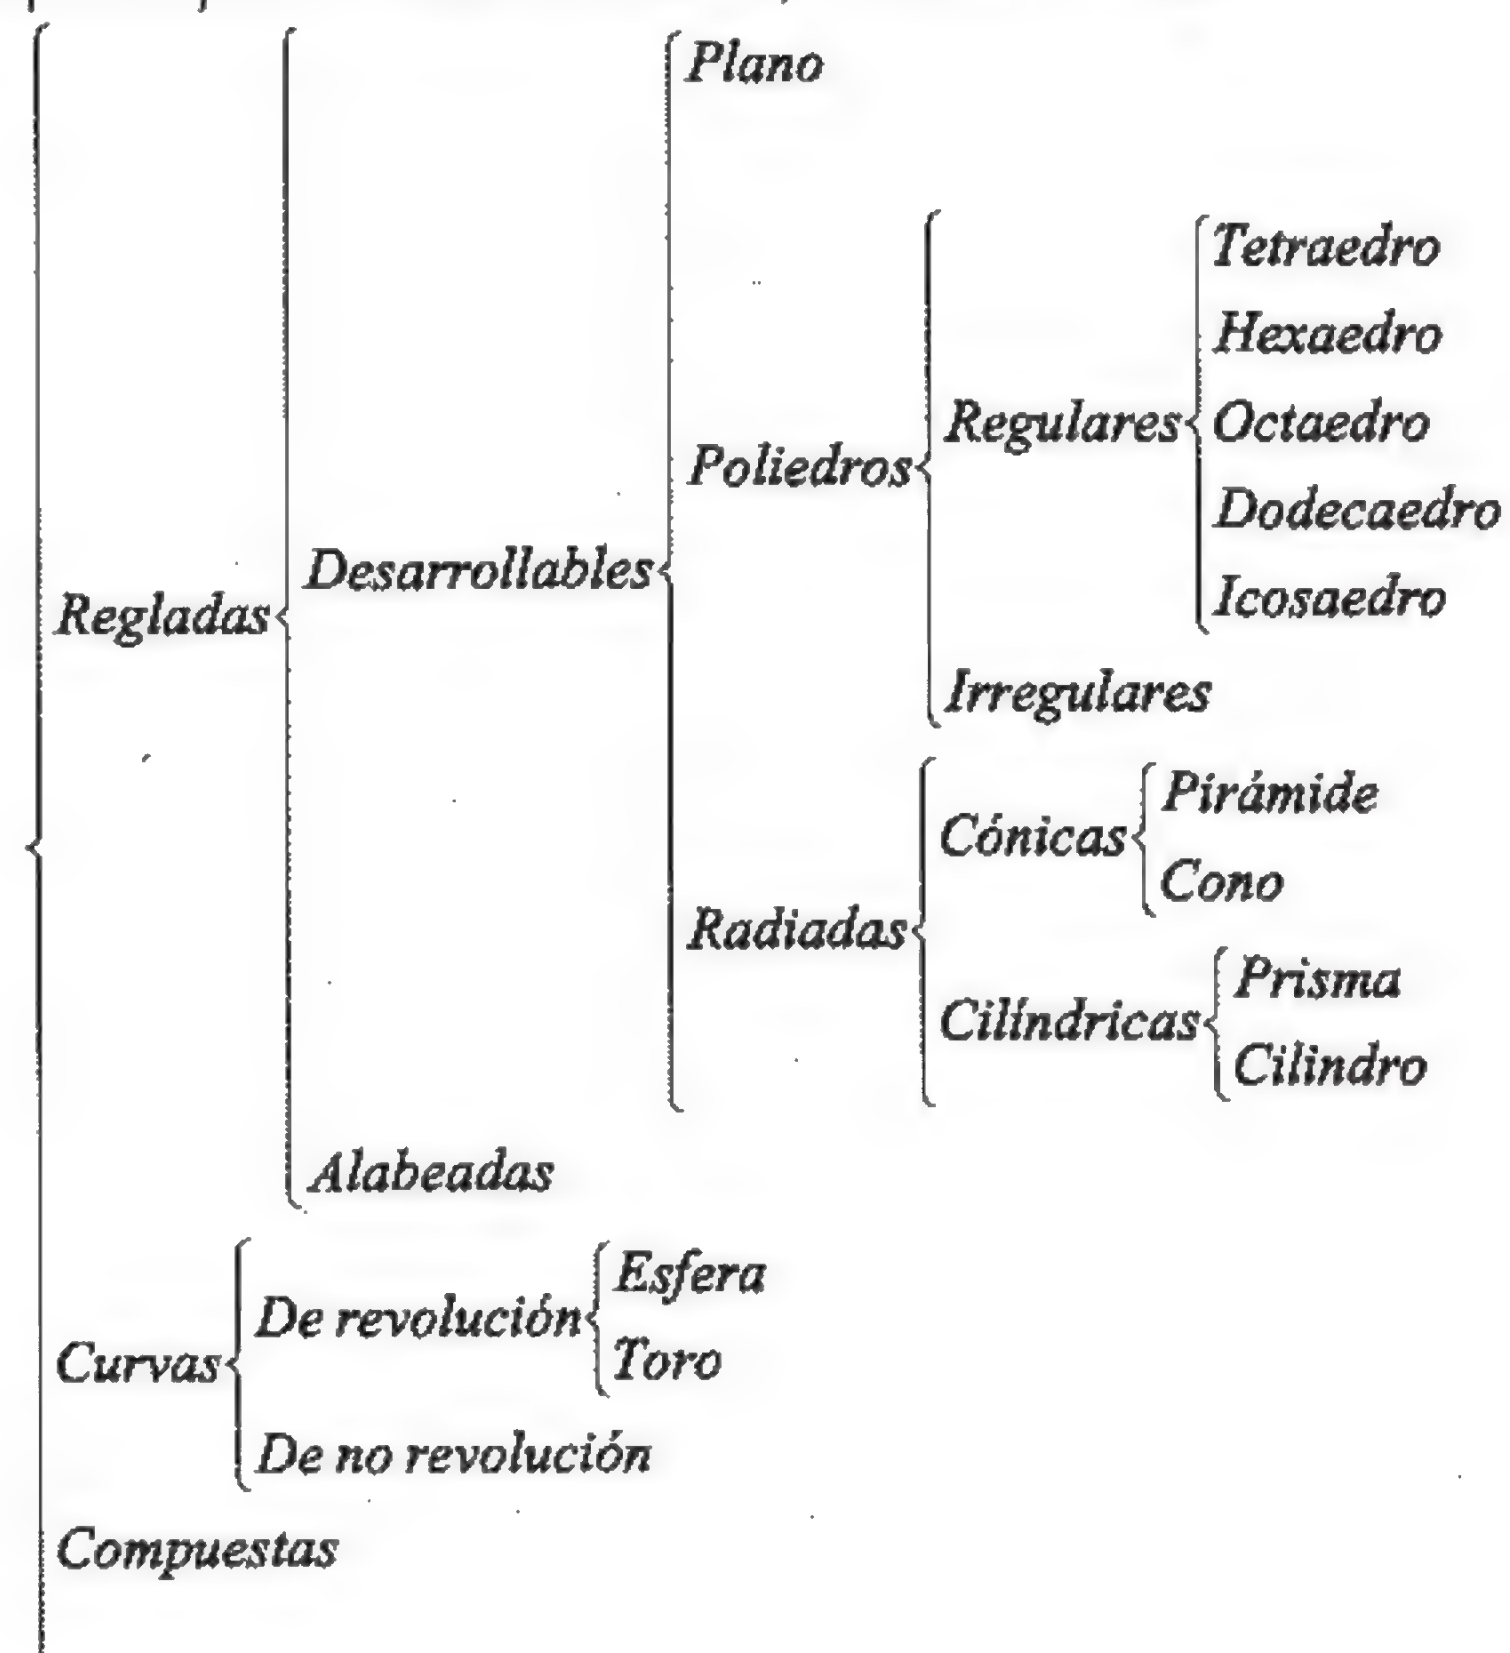 Plano
Tetraedro
Hexaedro
Regulares
Octaedro
Poliedros
Dodecaedro
Desarrollables
Icosaedro
Regladas
Irregulares
Pirámide
Cónicas
Cono
Radiadas
Prisma
Cilíndricas
Cilindro
Alabeadas
Esfera
De revolución
Toro
Curvas
De no revolución
Compuestas